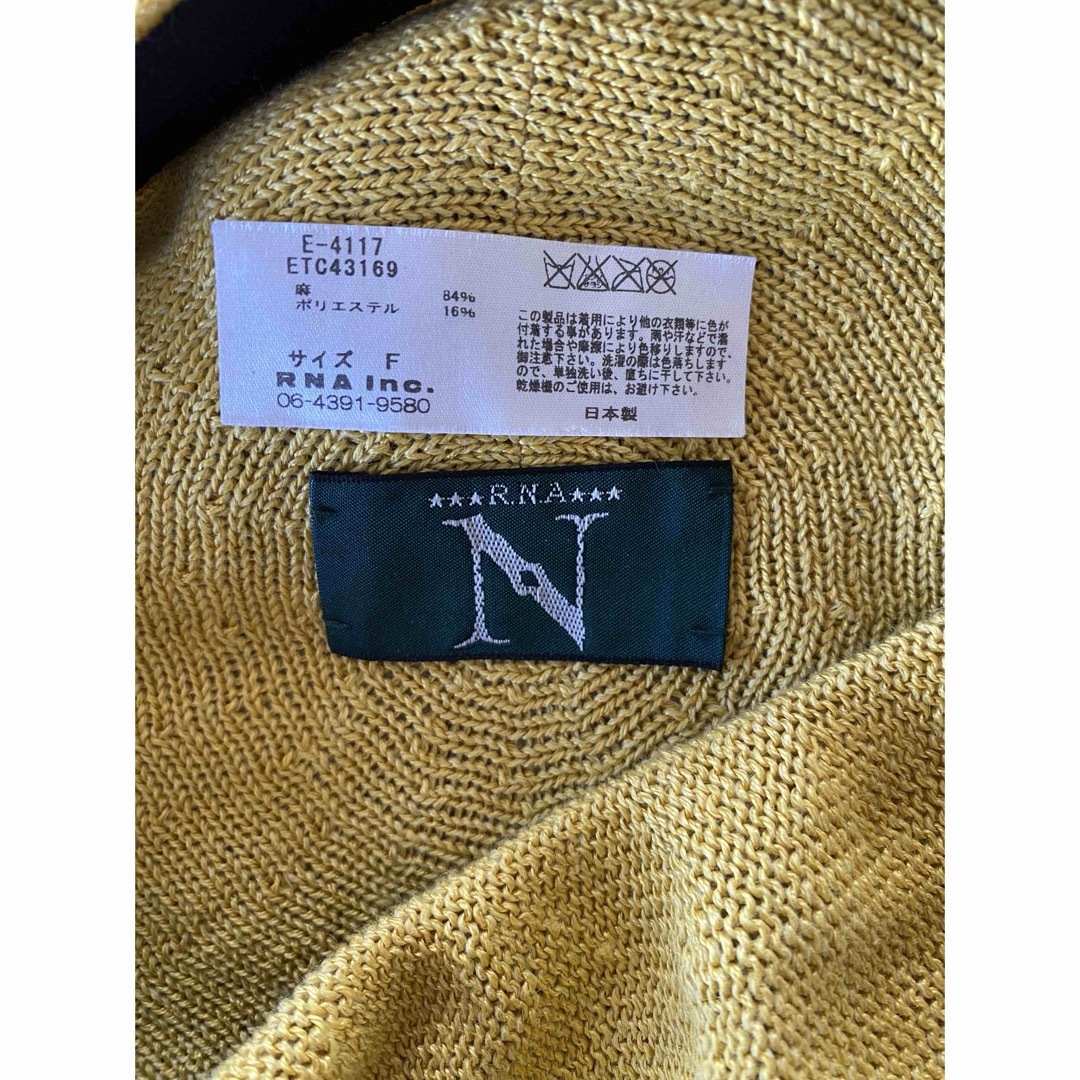 E-4117
ETC43169
麻 84%
ポリエステル 16%
サイズ F
RNA Inc.
06-4391-9580
この製品は着用により他の衣類等に色が
付着する事があります。雨や汗などで濡
れた場合や摩擦により色移りしますので、
御注意下さい。洗濯の際は色落ちします
ので、単独洗い後、直ちに干して下さい。
乾燥機のご使用は、お避け下さい。
日本製
★★★R.N.A★★★
N